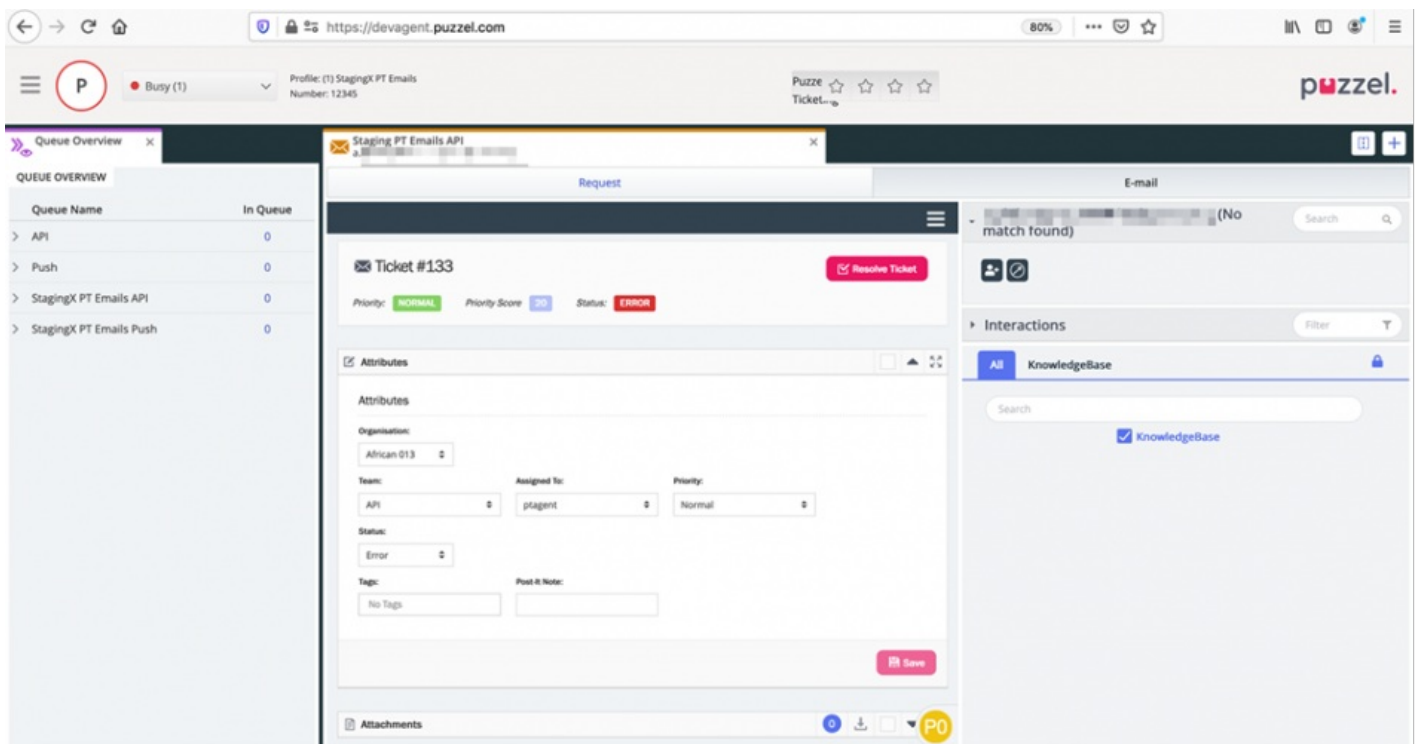 https://devagent.puzzel.com
80%
P
Busy (1)
Profile: (1) StagingX PT Emails
Number: 12345
Puzze
Ticket...
puzzel.
Queue Overview
Staging PT Emails API
a.
QUEUE OVERVIEW
Queue Name In Queue
API 0
Push 0
StagingX PT Emails API 0
StagingX PT Emails Push 0
Request
E-mail
Ticket #133
Resolve Ticket
Priority: NORMAL Priority Score 20 Status: ERROR
Attributes
Attributes
Organisation:
African 013
Team: Assigned To: Priority:
API ptagent Normal
Status:
Error
Tags: Post-It Note:
No Tags
Save
Attachments
0
P0
(No
match found)
Search
Interactions
Filter
All KnowledgeBase
Search
KnowledgeBase